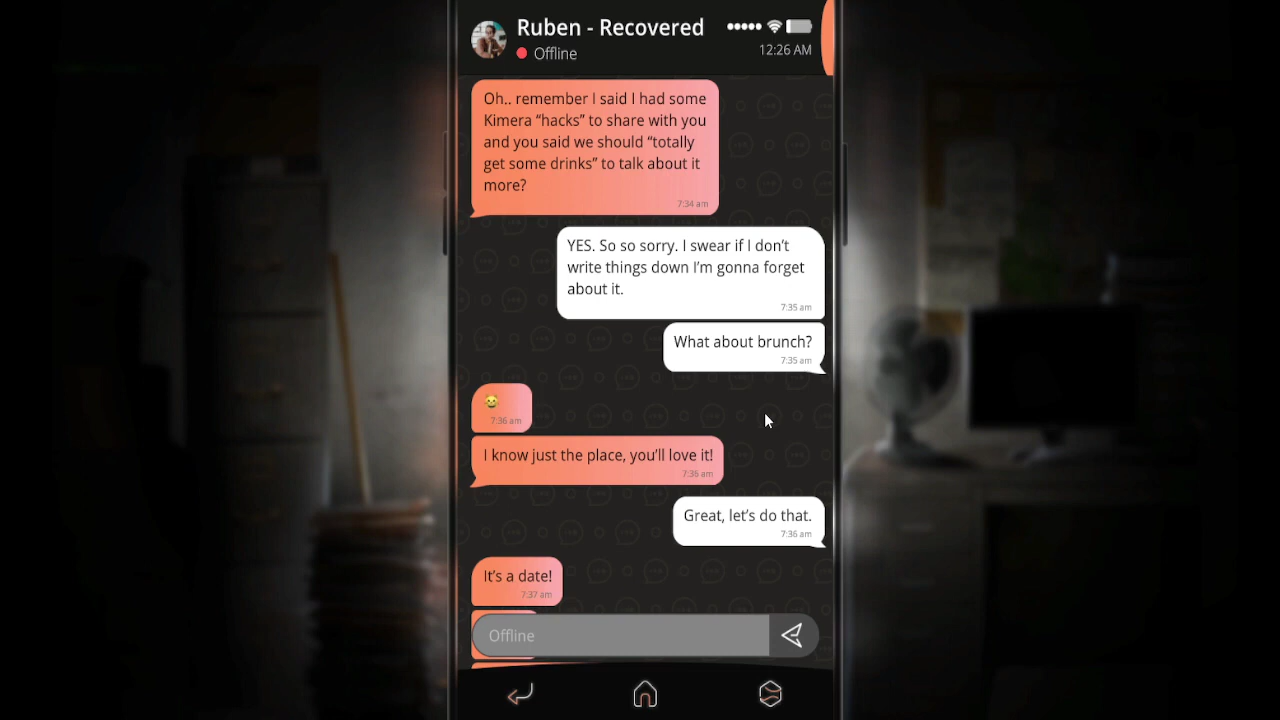 Ruben - Recovered
Offline
12:26 AM
Oh.. remember I said I had some
Kimera “hacks” to share with you
and you said we should “totally
get some drinks” to talk about it
more?
7:34 am
YES. So so sorry. I swear if I don’t
write things down I’m gonna forget
about it.
7:35 am
What about brunch?
7:35 am
7:36 am
I know just the place, you’ll love it!
7:36 am
Great, let’s do that.
7:36 am
It’s a date!
7:37 am
Offline